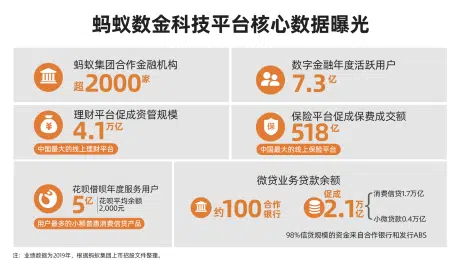 蚂蚁数金科技平台核心数据曝光
蚂蚁集团合作金融机构
超2000家
数字金融年度活跃用户
7.3亿
理财平台促成资管规模
4.1万亿
中国最大的线上理财平台
保
保险平台促成保费成交额
518亿
中国最大的线上保险平台
花呗借呗年度服务用户
5亿
花呗平均余额
2,000元
用户最多的小额普惠消费信贷产品
微贷业务贷款余额
约100合作银行
促成
2.1万亿
消费信贷1.7万亿
小微贷款0.4万亿
98%信贷规模的资金来自合作银行和发行ABS
注：业绩数据为2019年，根据蚂蚁集团上市招股文件整理。